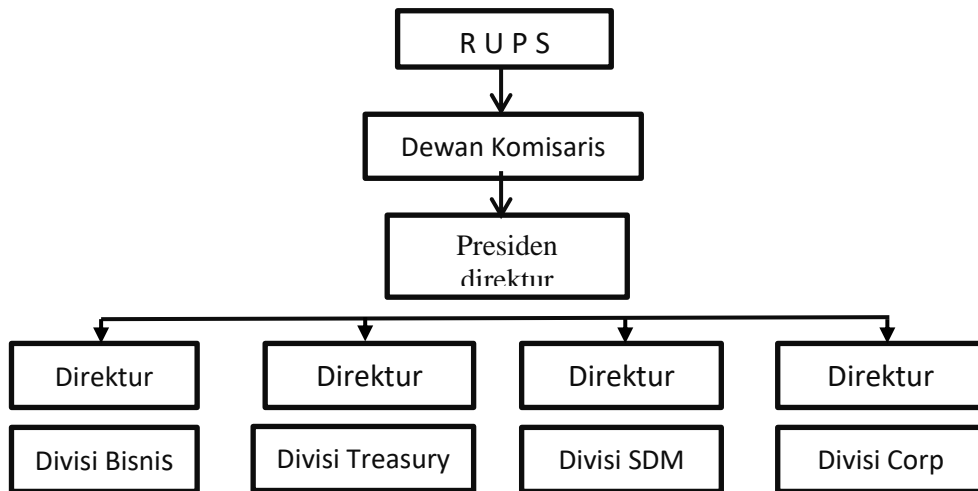 R U P S
Dewan Komisaris
Presiden
direktur
Direktur
Direktur
Direktur
Direktur
Divisi Bisnis
Divisi Treasury
Divisi SDM
Divisi Corp